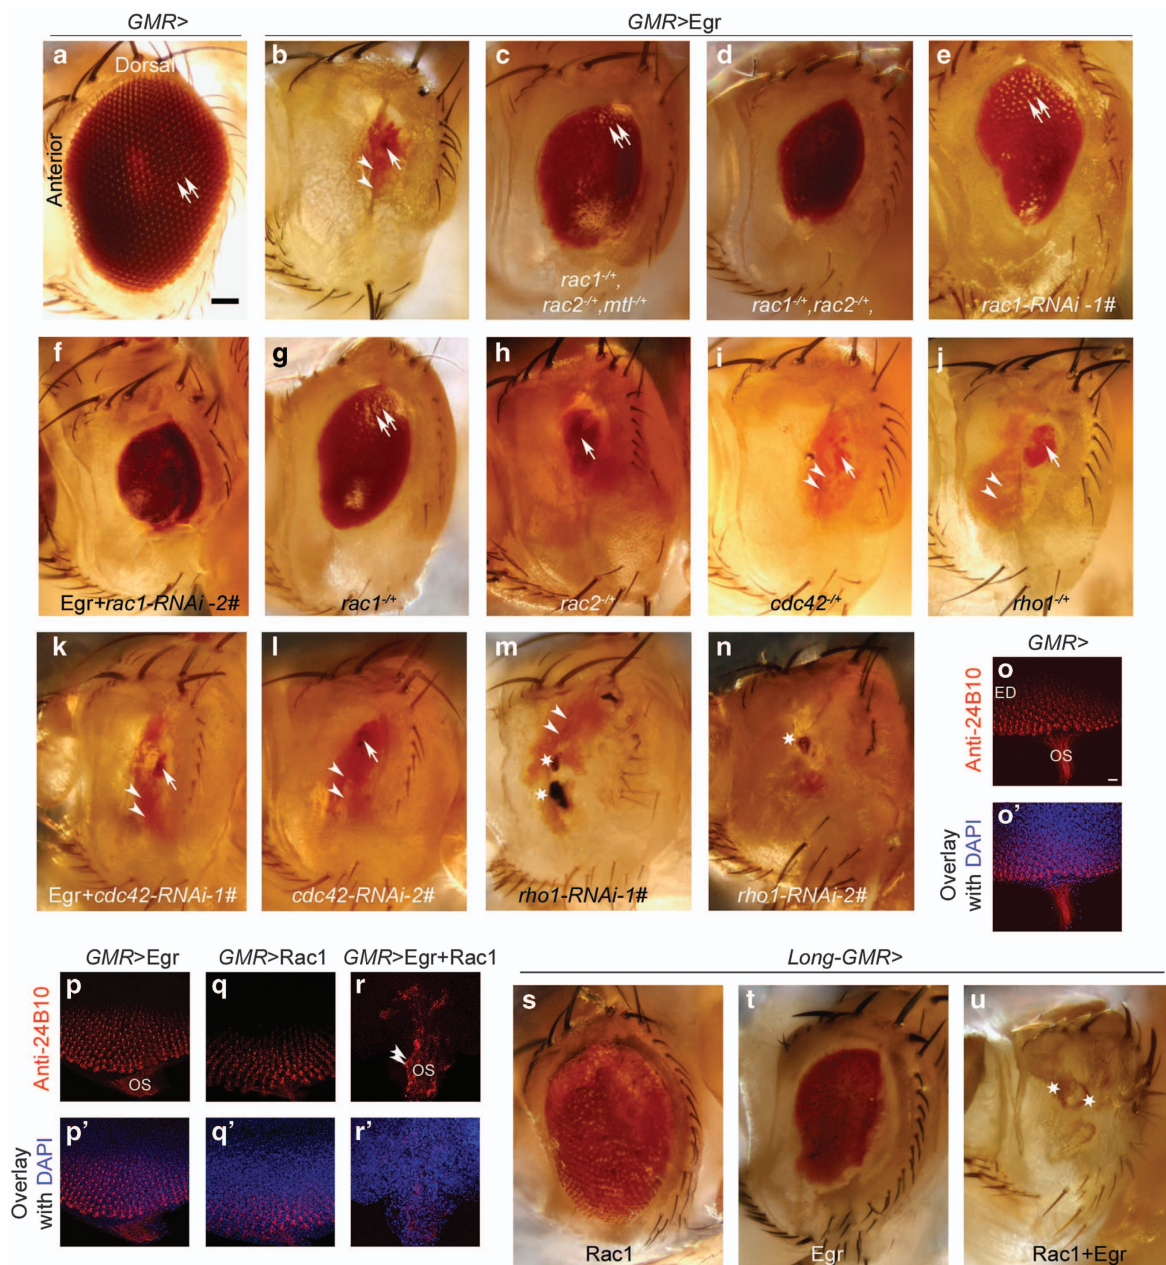 GMR>
GMR>Egr
a
Dorsal
Anterior
b
c
rac1-/+,
rac2-/+,mtl-/+
d
rac1-/+,rac2-/+,
e
rac1-RNAi -1#
f
Egr+rac1-RNAi -2#
g
rac1-/+
h
rac2-/+
i
cdc42-/+
j
rho1-/+
k
Egr+cdc42-RNAi-1#
l
cdc42-RNAi-2#
m
rho1-RNAi-1#
n
rho1-RNAi-2#
GMR>
o
ED
OS
Anti-24B10
o'
Overlay
with DAPI
GMR>Egr
GMR>Rac1
GMR>Egr+Rac1
Anti-24B10
p
OS
q
r
OS
Overlay
with DAPI
p'
q'
r'
Long-GMR>
s
Rac1
t
Egr
u
Rac1+Egr